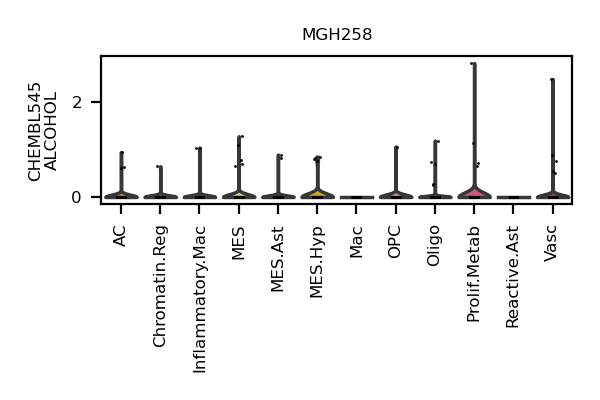 MGH258
CHEMBL545
ALCOHOL
2
0
AC
Chromatin.Reg
Inflammatory.Mac
MES
MES.Ast
MES.Hyp
Mac
OPC
Oligo
Prolif.Metab
Reactive.Ast
Vasc